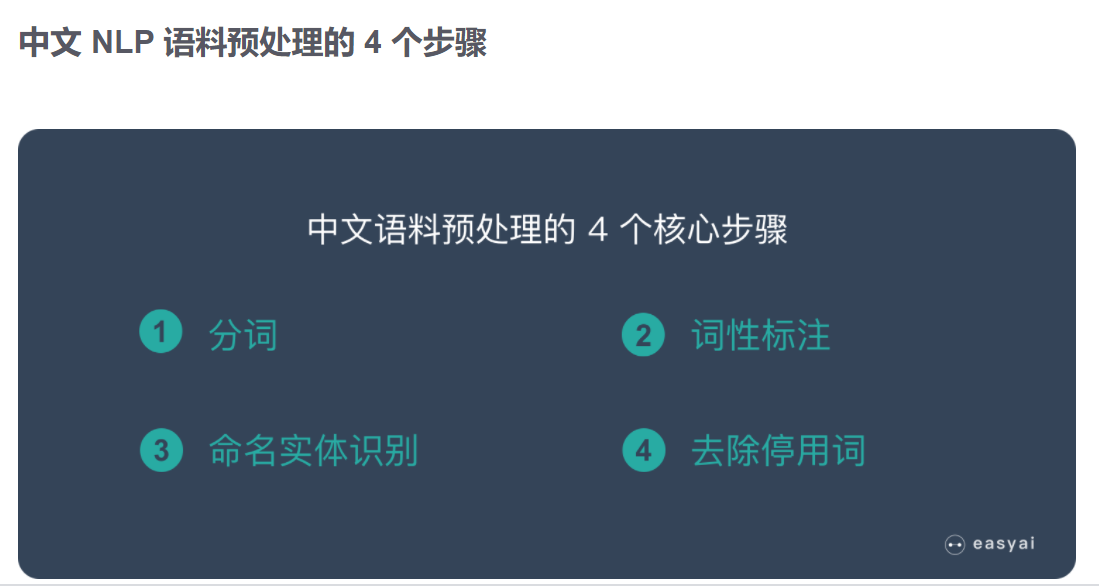 中文 NLP 语料预处理的 4 个步骤
中文语料预处理的 4 个核心步骤
1 分词
2 词性标注
3 命名实体识别
4 去除停用词
easyai